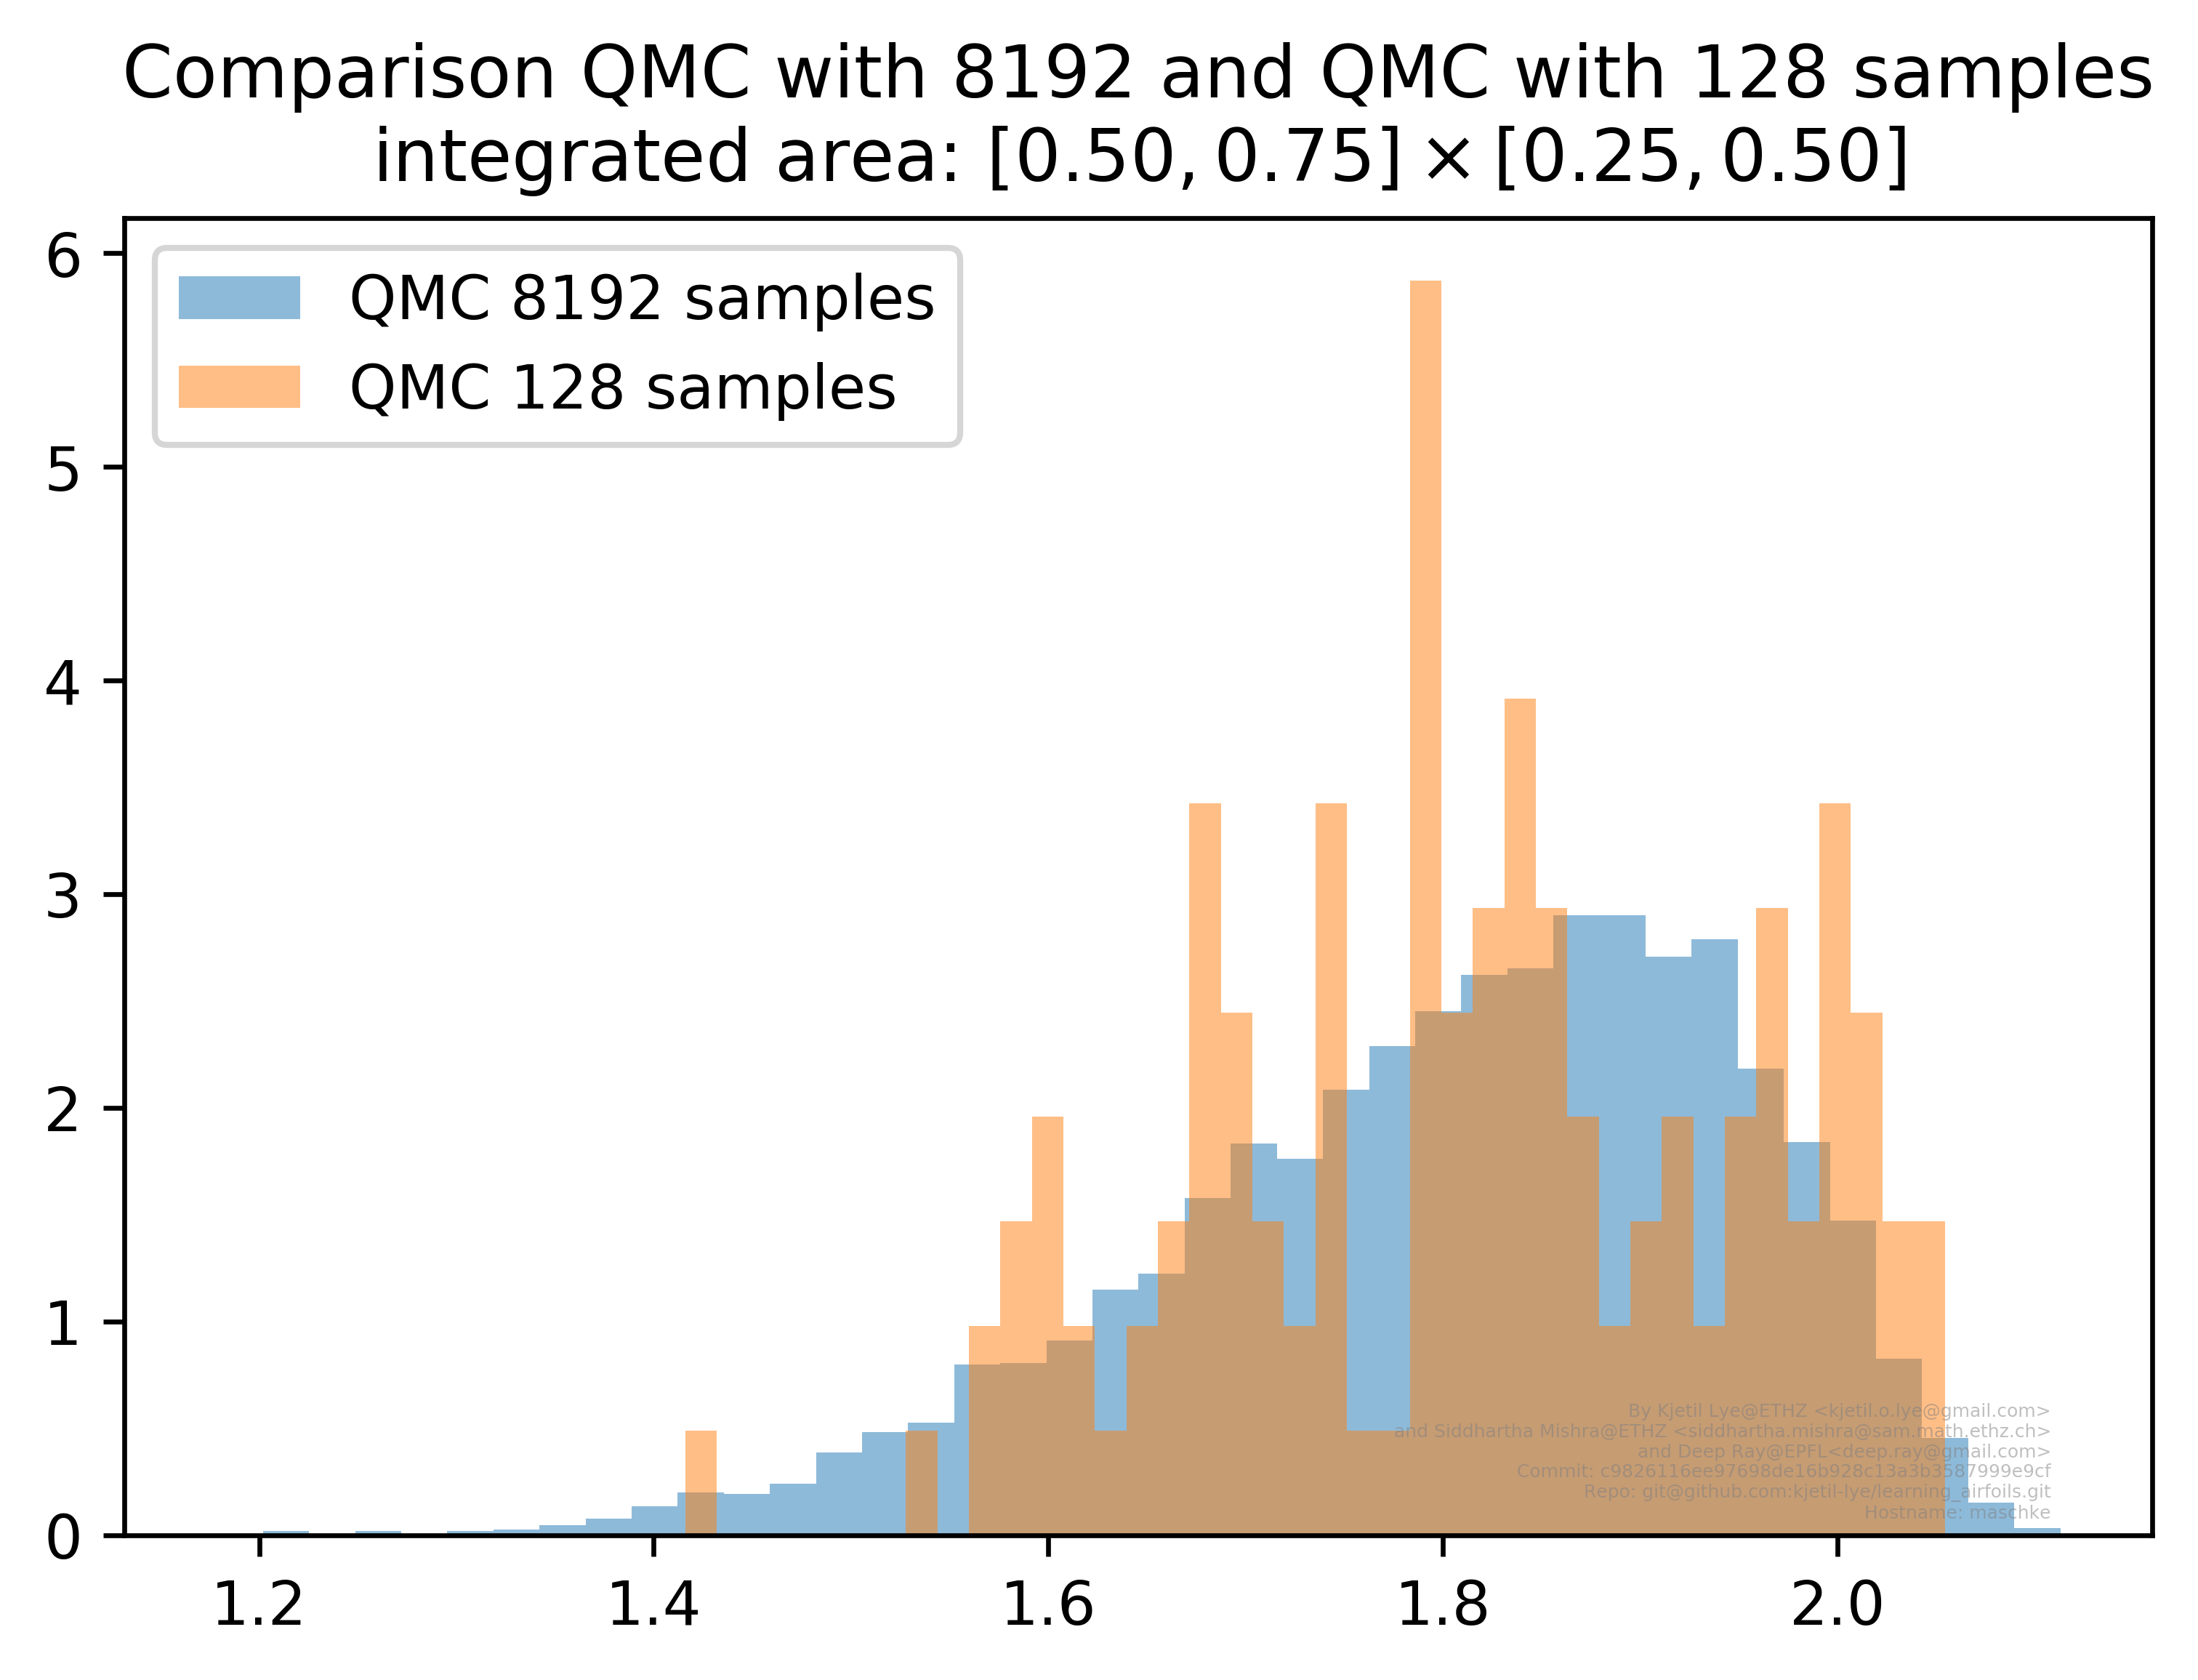 Comparison QMC with 8192 and QMC with 128 samples
integrated area: [0.50, 0.75] × [0.25, 0.50]
QMC 8192 samples
QMC 128 samples
6
5
4
3
2
1
0
1.2 1.4 1.6 1.8 2.0
By Kjetil Lye@ETHZ <kjetil.o.lye@gmail.com>
and Siddhartha Mishra@ETHZ <siddhartha.mishra@sam.math.ethz.ch>
and Deep Ray@EPFL<deep.ray@gmail.com>
Commit: c9826116ee97698de16b928c13a3b3587999e9cf
Repo: git@github.com:kjetil-lye/learning_airfoils.git
Hostname: maschke